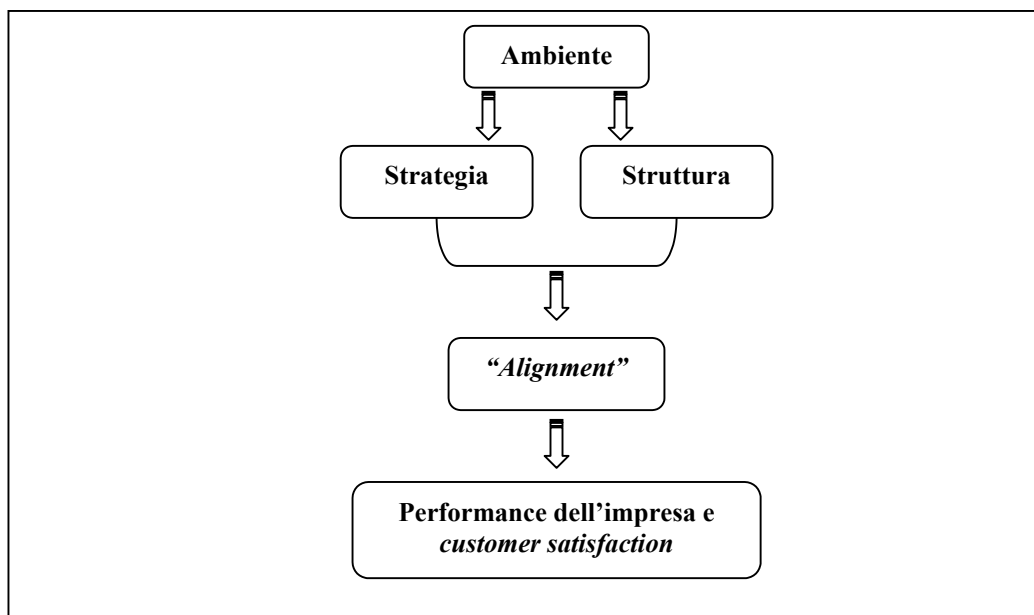 Ambiente
Strategia
Struttura
“Alignment”
Performance dell’impresa e
customer satisfaction